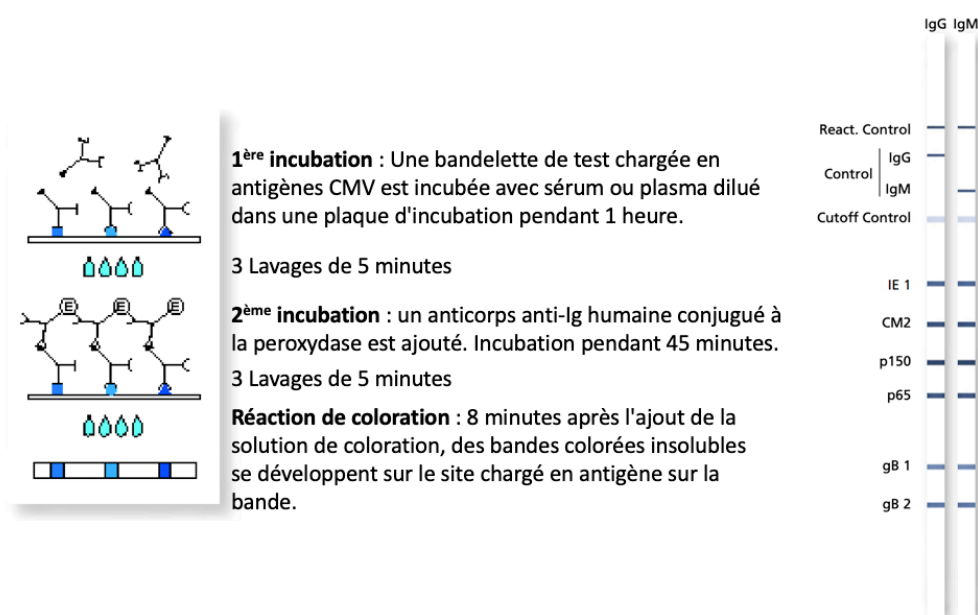 IgG IgM
1ère incubation : Une bandelette de test chargée en
antigènes CMV est incubée avec sérum ou plasma dilué
dans une plaque d'incubation pendant 1 heure.
3 Lavages de 5 minutes
E E E
2ème incubation : un anticorps anti-Ig humaine conjugué à
la peroxydase est ajouté. Incubation pendant 45 minutes.
3 Lavages de 5 minutes
Réaction de coloration : 8 minutes après l'ajout de la
solution de coloration, des bandes colorées insolubles
se développent sur le site chargé en antigène sur la
bande.
React. Control
IgG
Control
IgM
Cutoff Control
IE 1
CM2
p150
p65
gB 1
gB 2